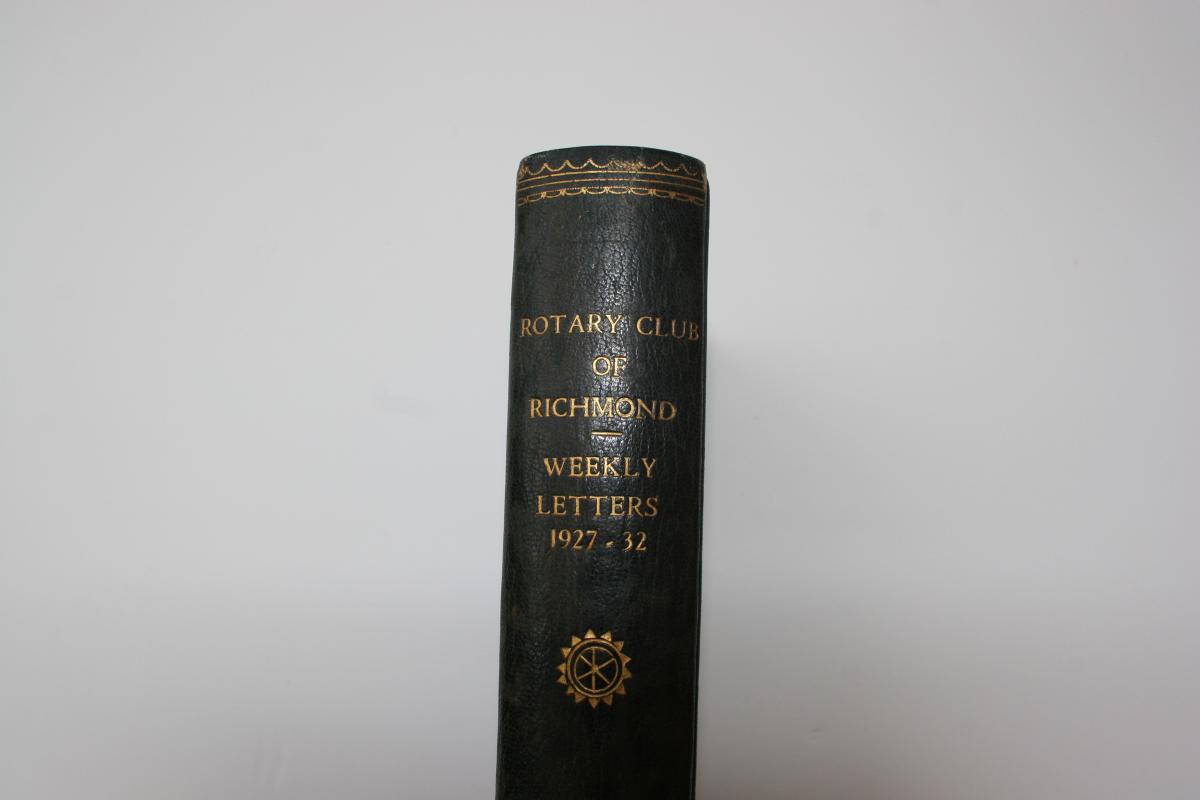 ROTARY CLUB
OF
RICHMOND
WEEKLY
LETTERS
1927-32